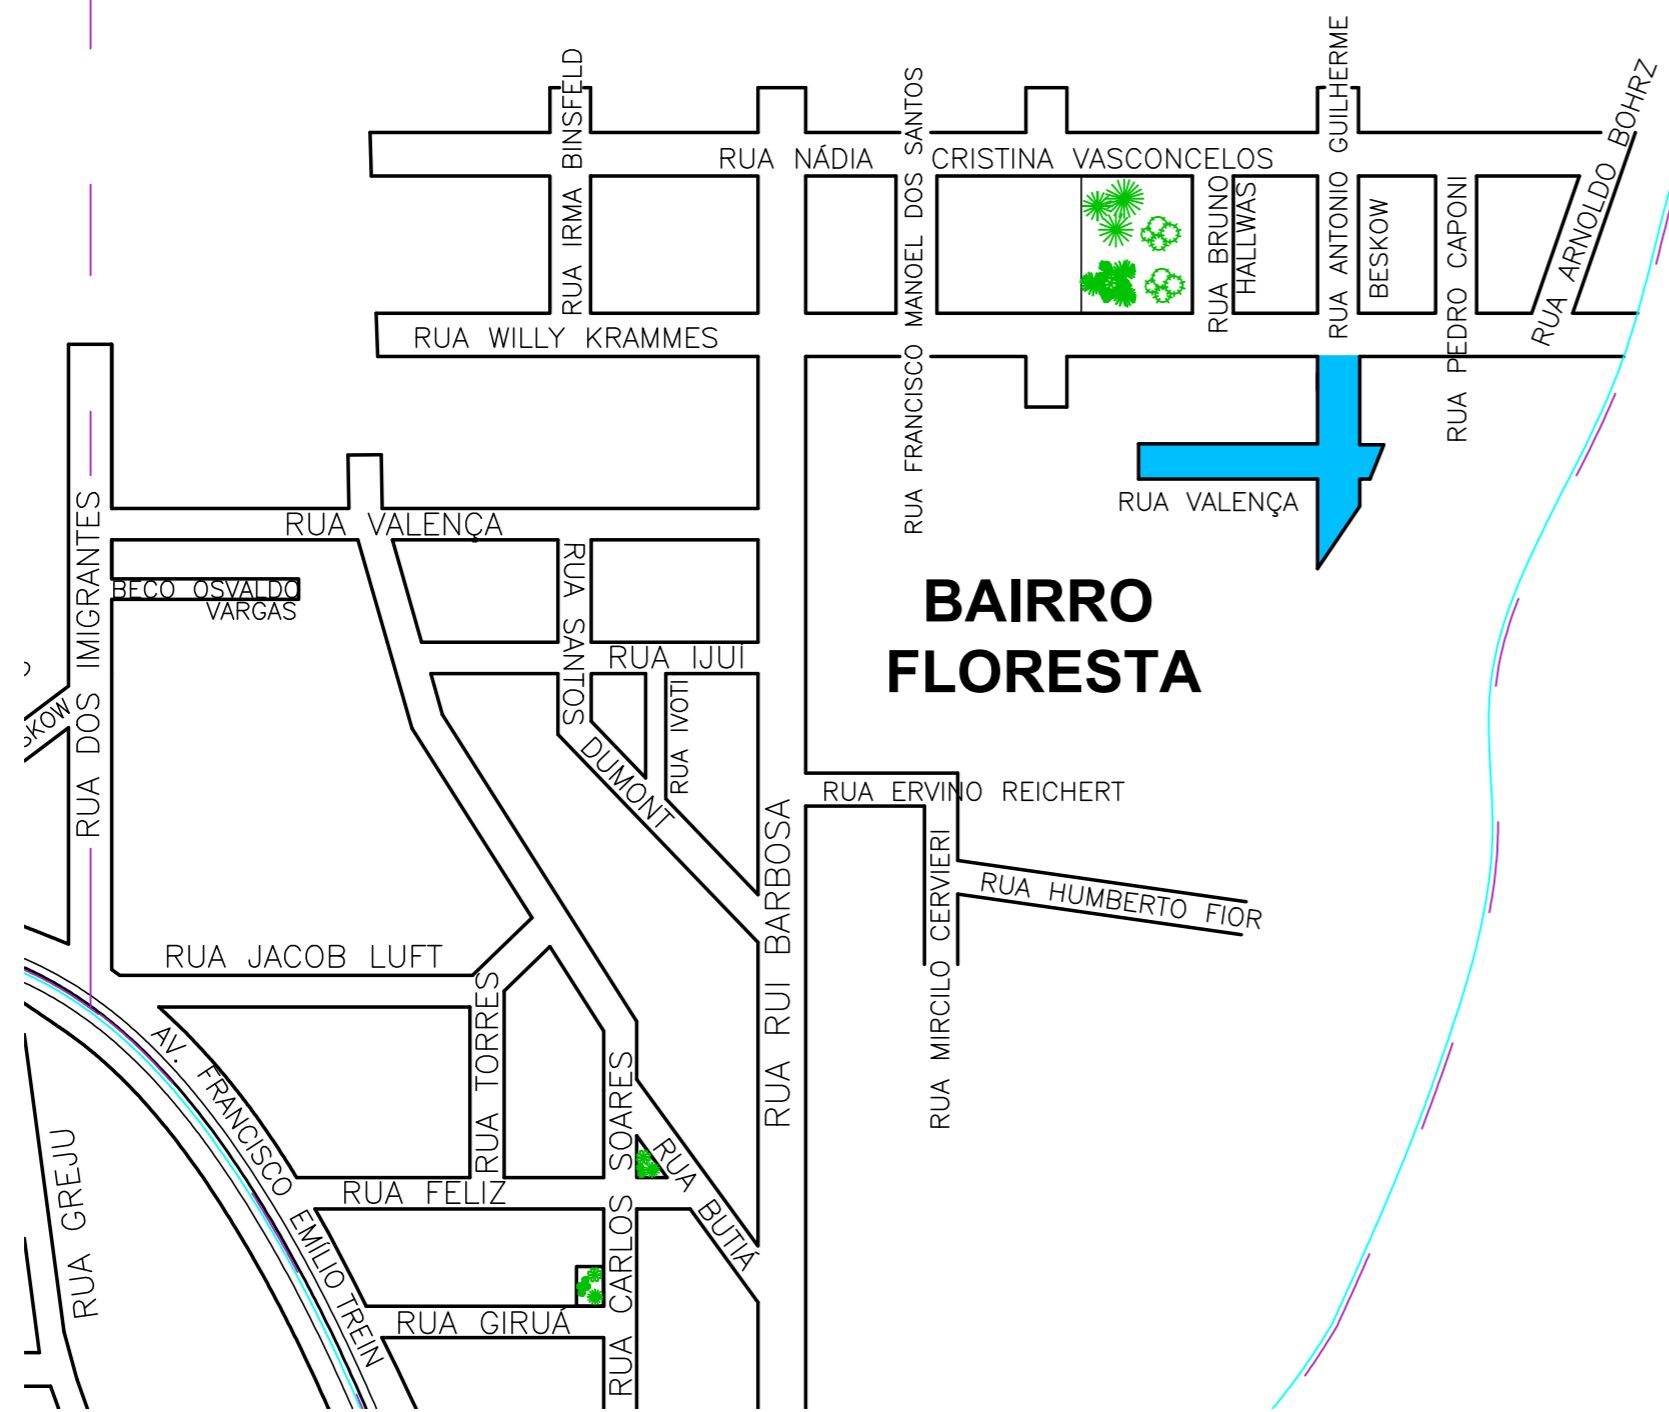 RUA IRMA BINSFELD
RUA FRANCISCO MANOEL DOS SANTOS
RUA ANTONIO GUILHERME
BESKOW
RUA ARNOLDO BOHRZ
RUA NÁDIA CRISTINA VASCONCELOS
RUA BRUNO
HALLWAS
RUA PEDRO CAPONI
RUA WILLY KRAMMES
RUA VALENÇA
RUA DOS IMIGRANTES
RUA VALENÇA
BECO OSVALDO
VARGAS
RUA SANTOS DUMONT
BAIRRO
FLORESTA
RUA IJUÍ
RUA IVOTI
SKOW
RUA ERVINO REICHERT
RUA RUI BARBOSA
RUA MIRCILO CERVIERI
RUA HUMBERTO FIOR
RUA JACOB LUFT
RUA TORRES
AV. FRANCISCO EMÍLIO TREIN
RUA CARLOS SOARES
RUA GREJU
RUA FELIZ
RUA BUTIÁ
RUA GIRUÁ